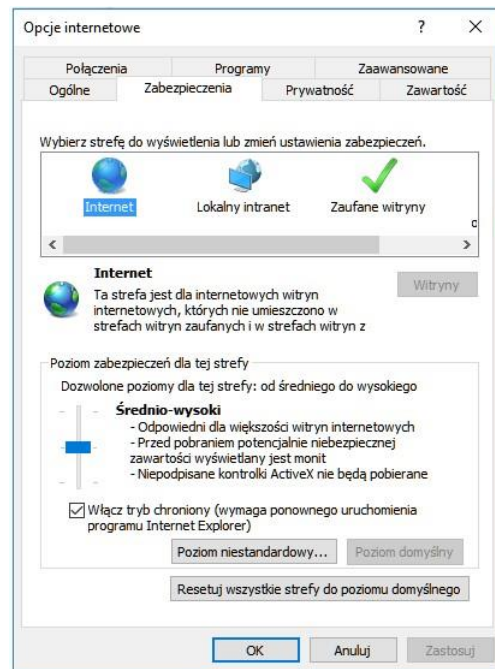 Opcje internetowe
?
Połączenia Programy Zaawansowane
Ogólne Zabezpieczenia Prywatność Zawartość
Wybierz strefę do wyświetlenia lub zmień ustawienia zabezpieczeń.
Internet Lokalny intranet Zaufane witryny
Internet
Witryny
Ta strefa jest dla internetowych witryn
internetowych, których nie umieszczono w
strefach witryn zaufanych i w strefach witryn z
Poziom zabezpieczeń dla tej strefy
Dozwolone poziomy dla tej strefy: od średniego do wysokiego
Średnio-wysoki
- Odpowiedni dla większości witryn internetowych
- Przed pobraniem potencjalnie niebezpiecznej
zawartości wyświetlany jest monit
- Niepodpisane kontrolki ActiveX nie będą pobierane
Włącz tryb chroniony (wymaga ponownego uruchomienia
programu Internet Explorer)
Poziom niestandardowy... Poziom domyślny
Resetuj wszystkie strefy do poziomu domyślnego
OK Anuluj Zastosuj